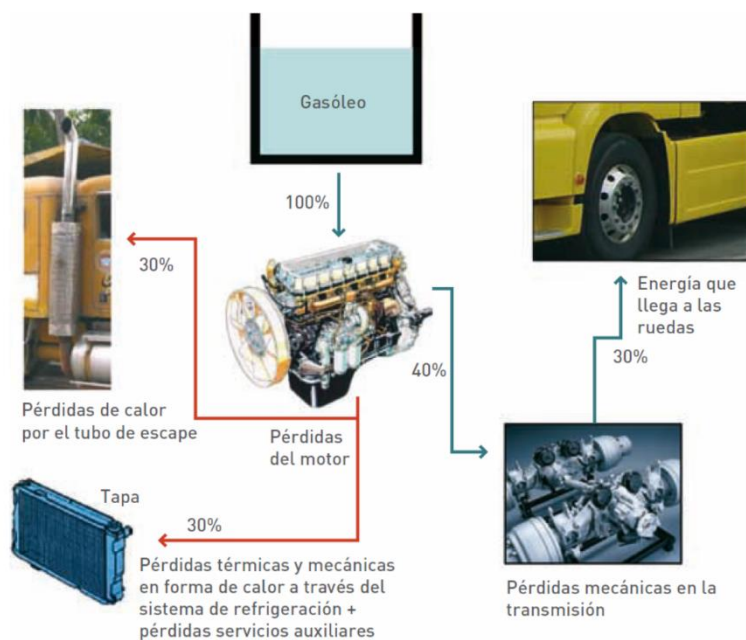 Gasóleo
100%
30%
Pérdidas de calor
por el tubo de escape
Pérdidas
del motor
40%
Energía que
llega a las
ruedas
30%
Tapa
30%
Pérdidas térmicas y mecánicas
en forma de calor a través del
sistema de refrigeración +
pérdidas servicios auxiliares
Pérdidas mecánicas en la
transmisión